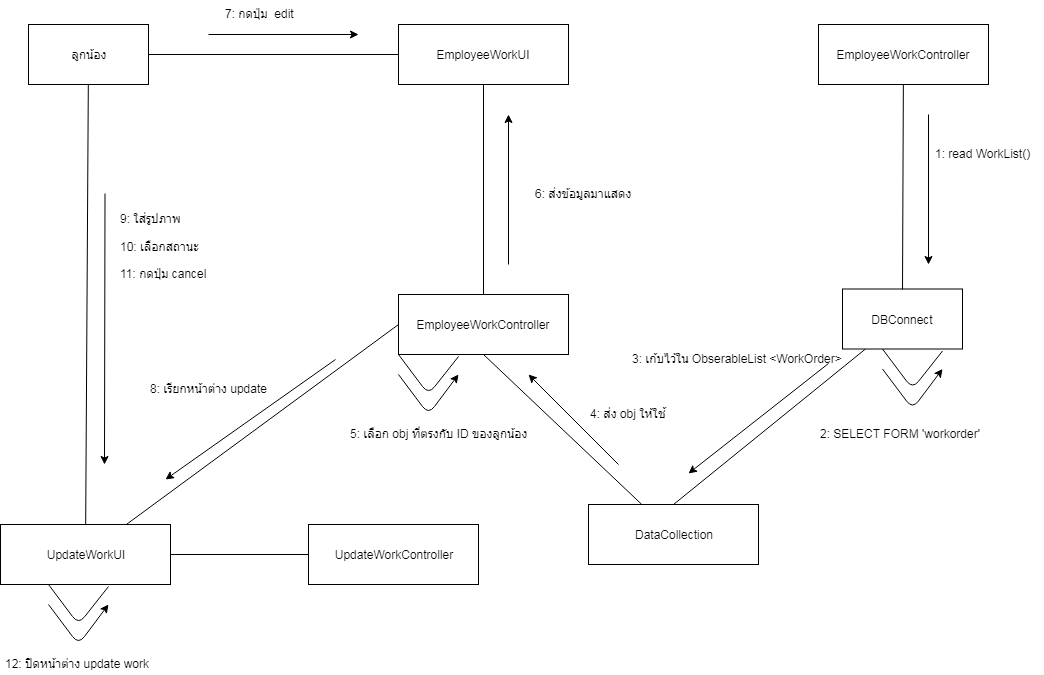 7: กดปุ่ม edit
ลูกน้อง
EmployeeWorkUI
EmployeeWorkController
1: read WorkList()
6: ส่งข้อมูลมาแสดง
9: ใส่รูปภาพ
10: เลือกสถานะ
11: กดปุ่ม cancel
EmployeeWorkController
DBConnect
3: เก้บไว้ใน ObserableList <WorkOrder>
8: เรียกหน้าต่าง update
4: ส่ง obj ให้ใช้
5: เลือก obj ที่ตรงกับ ID ของลูกน้อง
2: SELECT FORM 'workorder'
DataCollection
UpdateWorkUI
UpdateWorkController
12: ปิดหน้าต่าง update work